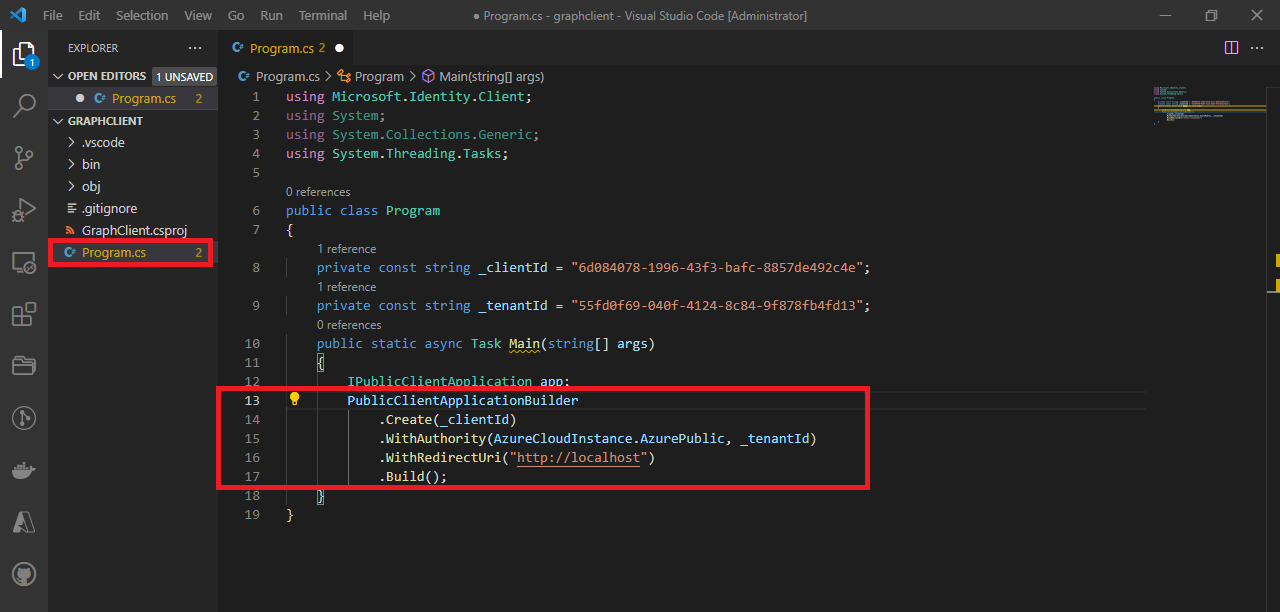 File Edit Selection View Go Run Terminal Help
● Program.cs - graphclient - Visual Studio Code [Administrator]
EXPLORER
OPEN EDITORS 1 UNSAVED
Program.cs 2
GRAPHCLIENT
.vscode
bin
obj
.gitignore
GraphClient.csproj
Program.cs 2
1
Program.cs 2
Program.cs > Program > Main(string[] args)
1 using Microsoft.Identity.Client;
2 using System;
3 using System.Collections.Generic;
4 using System.Threading.Tasks;
5
0 references
6 public class Program
7 {
1 reference
8 private const string _clientId = "6d084078-1996-43f3-bafc-8857de492c4e";
1 reference
9 private const string _tenantId = "55fd0f69-040f-4124-8c84-9f878fb4fd13";
0 references
10 public static async Task Main(string[] args)
11 {
12 IPublicClientApplication app;
13 PublicClientApplicationBuilder
14 .Create(_clientId)
15 .WithAuthority(AzureCloudInstance.AzurePublic, _tenantId)
16 .WithRedirectUri("http://localhost")
17 .Build();
18 }
19 }